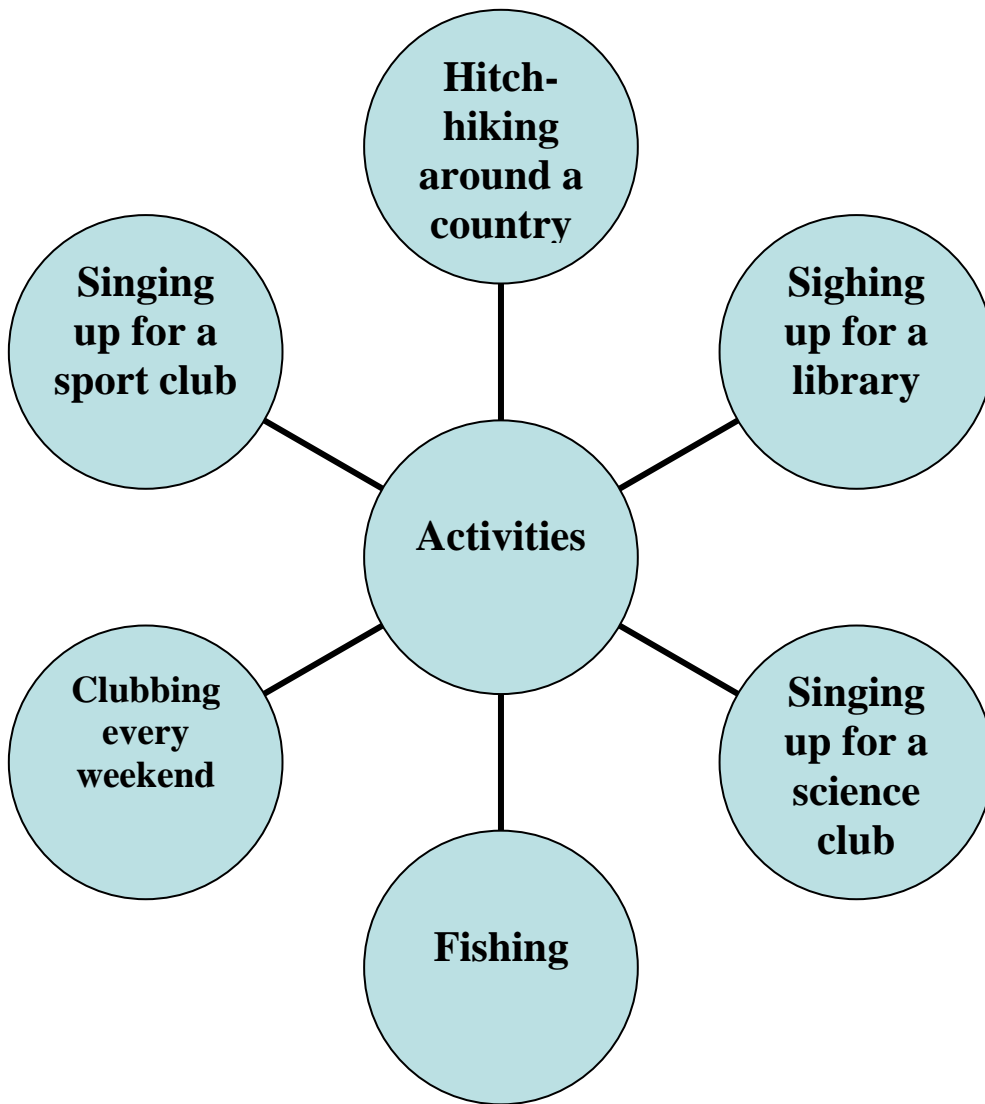 Hitch-
hiking
around a
country
Singing
up for a
sport club
Sighing
up for a
library
Activities
Clubbing
every
weekend
Singing
up for a
science
club
Fishing